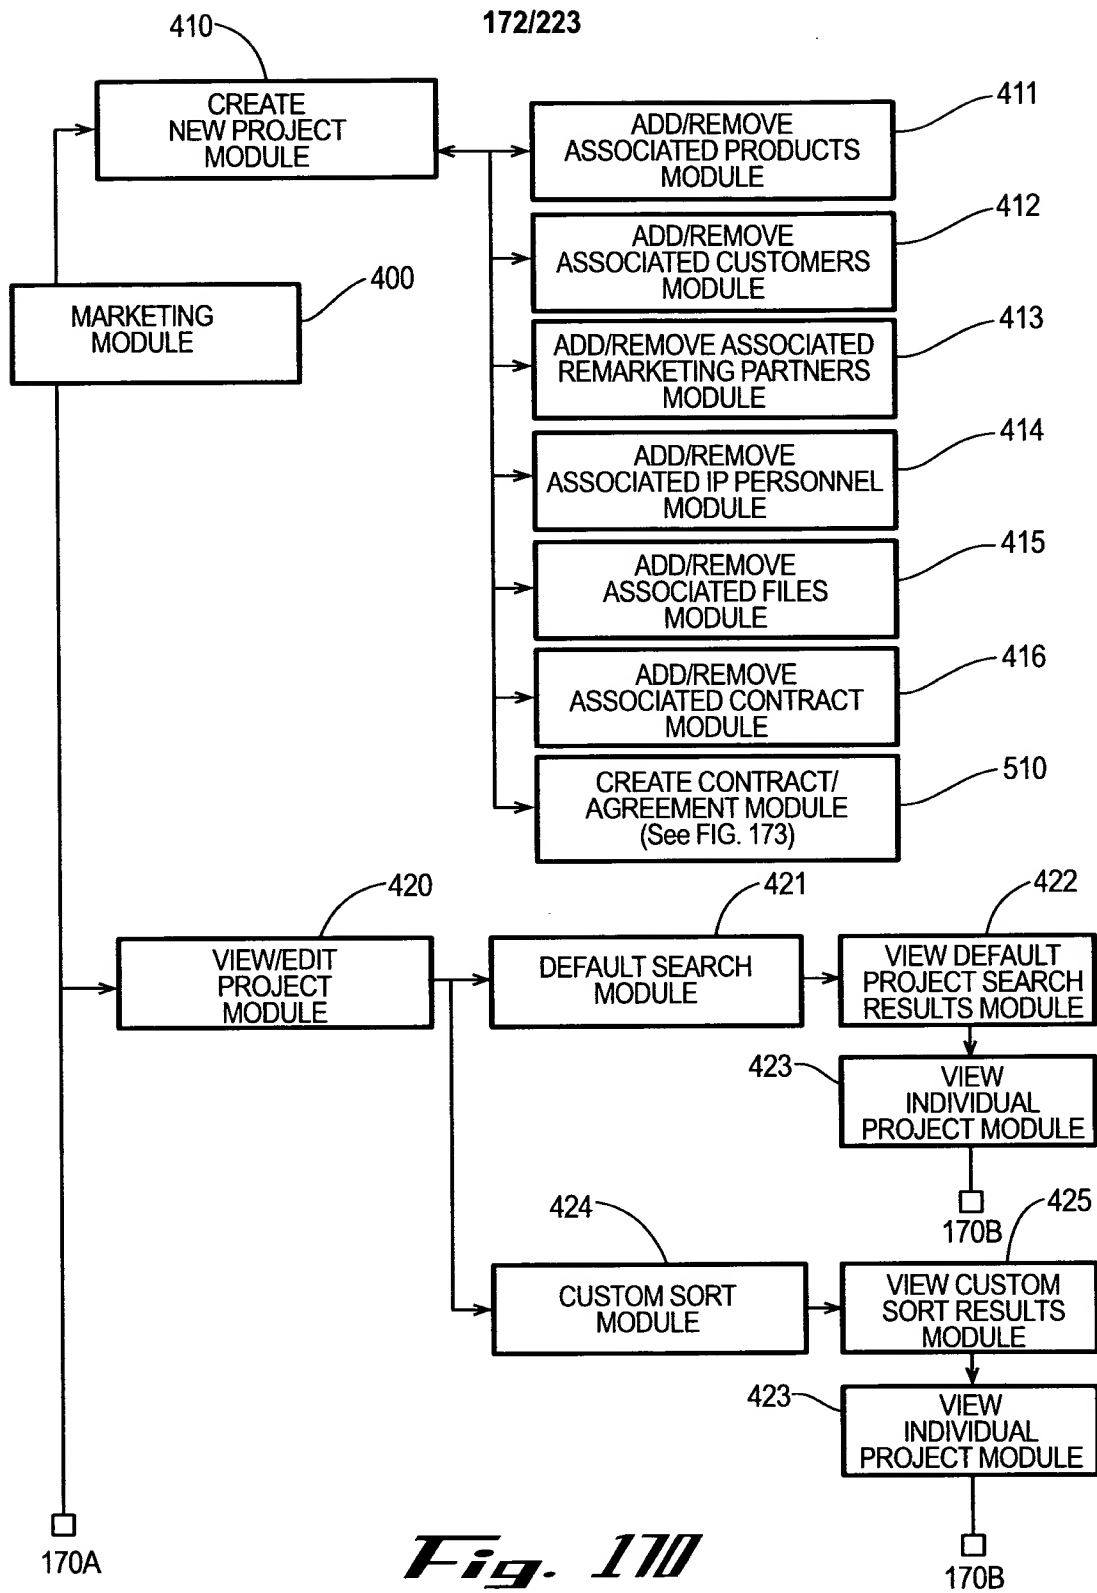 172/223
410
CREATE
NEW PROJECT
MODULE
411
ADD/REMOVE
ASSOCIATED PRODUCTS
MODULE
412
ADD/REMOVE
ASSOCIATED CUSTOMERS
MODULE
400
MARKETING
MODULE
413
ADD/REMOVE ASSOCIATED
REMARKETING PARTNERS
MODULE
414
ADD/REMOVE
ASSOCIATED IP PERSONNEL
MODULE
415
ADD/REMOVE
ASSOCIATED FILES
MODULE
416
ADD/REMOVE
ASSOCIATED CONTRACT
MODULE
510
CREATE CONTRACT/
AGREEMENT MODULE
(See FIG. 173)
420
VIEW/EDIT
PROJECT
MODULE
421
DEFAULT SEARCH
MODULE
422
VIEW DEFAULT
PROJECT SEARCH
RESULTS MODULE
423
VIEW
INDIVIDUAL
PROJECT MODULE
170B
424
CUSTOM SORT
MODULE
425
VIEW CUSTOM
SORT RESULTS
MODULE
423
VIEW
INDIVIDUAL
PROJECT MODULE
170B
170A
Fig. 170